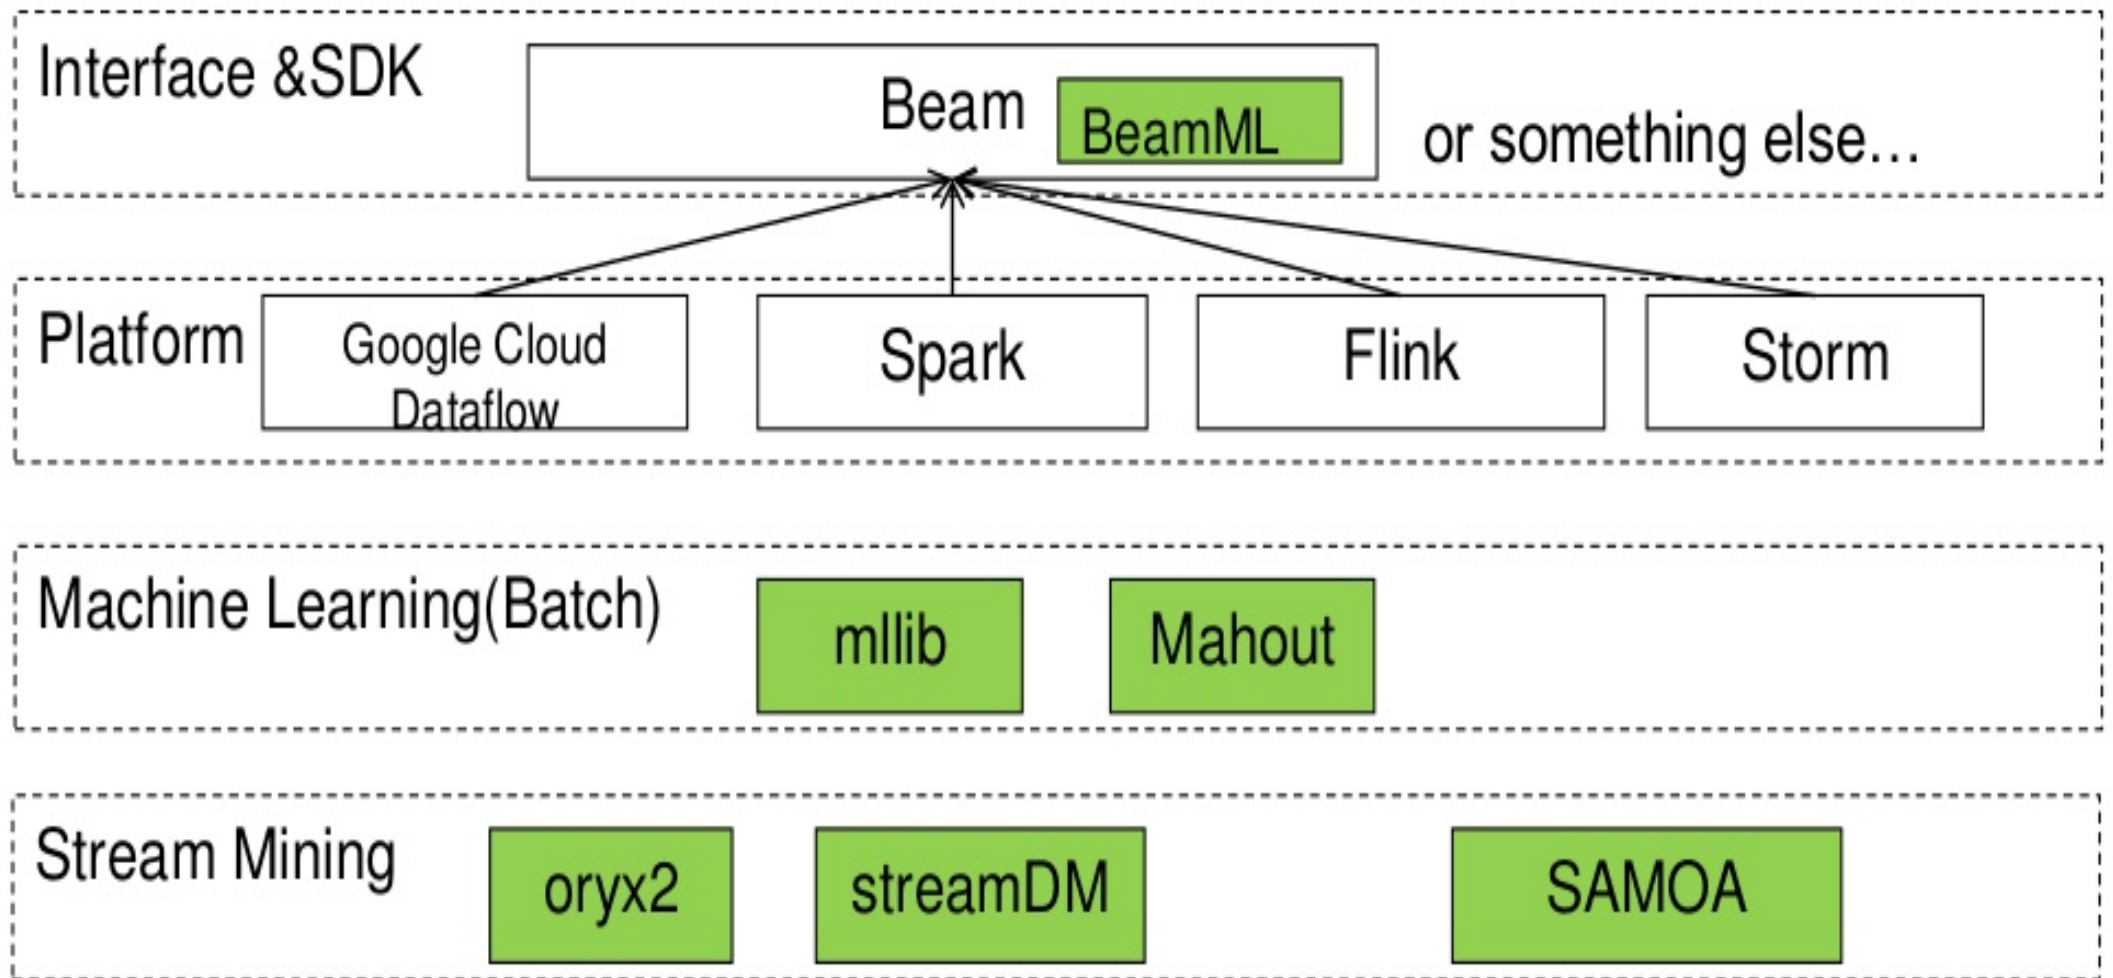 Interface &SDK
Beam
BeamML
or something else…
Platform
Google Cloud
Dataflow
Spark
Flink
Storm
Machine Learning(Batch)
mllib
Mahout
Stream Mining
oryx2
streamDM
SAMOA